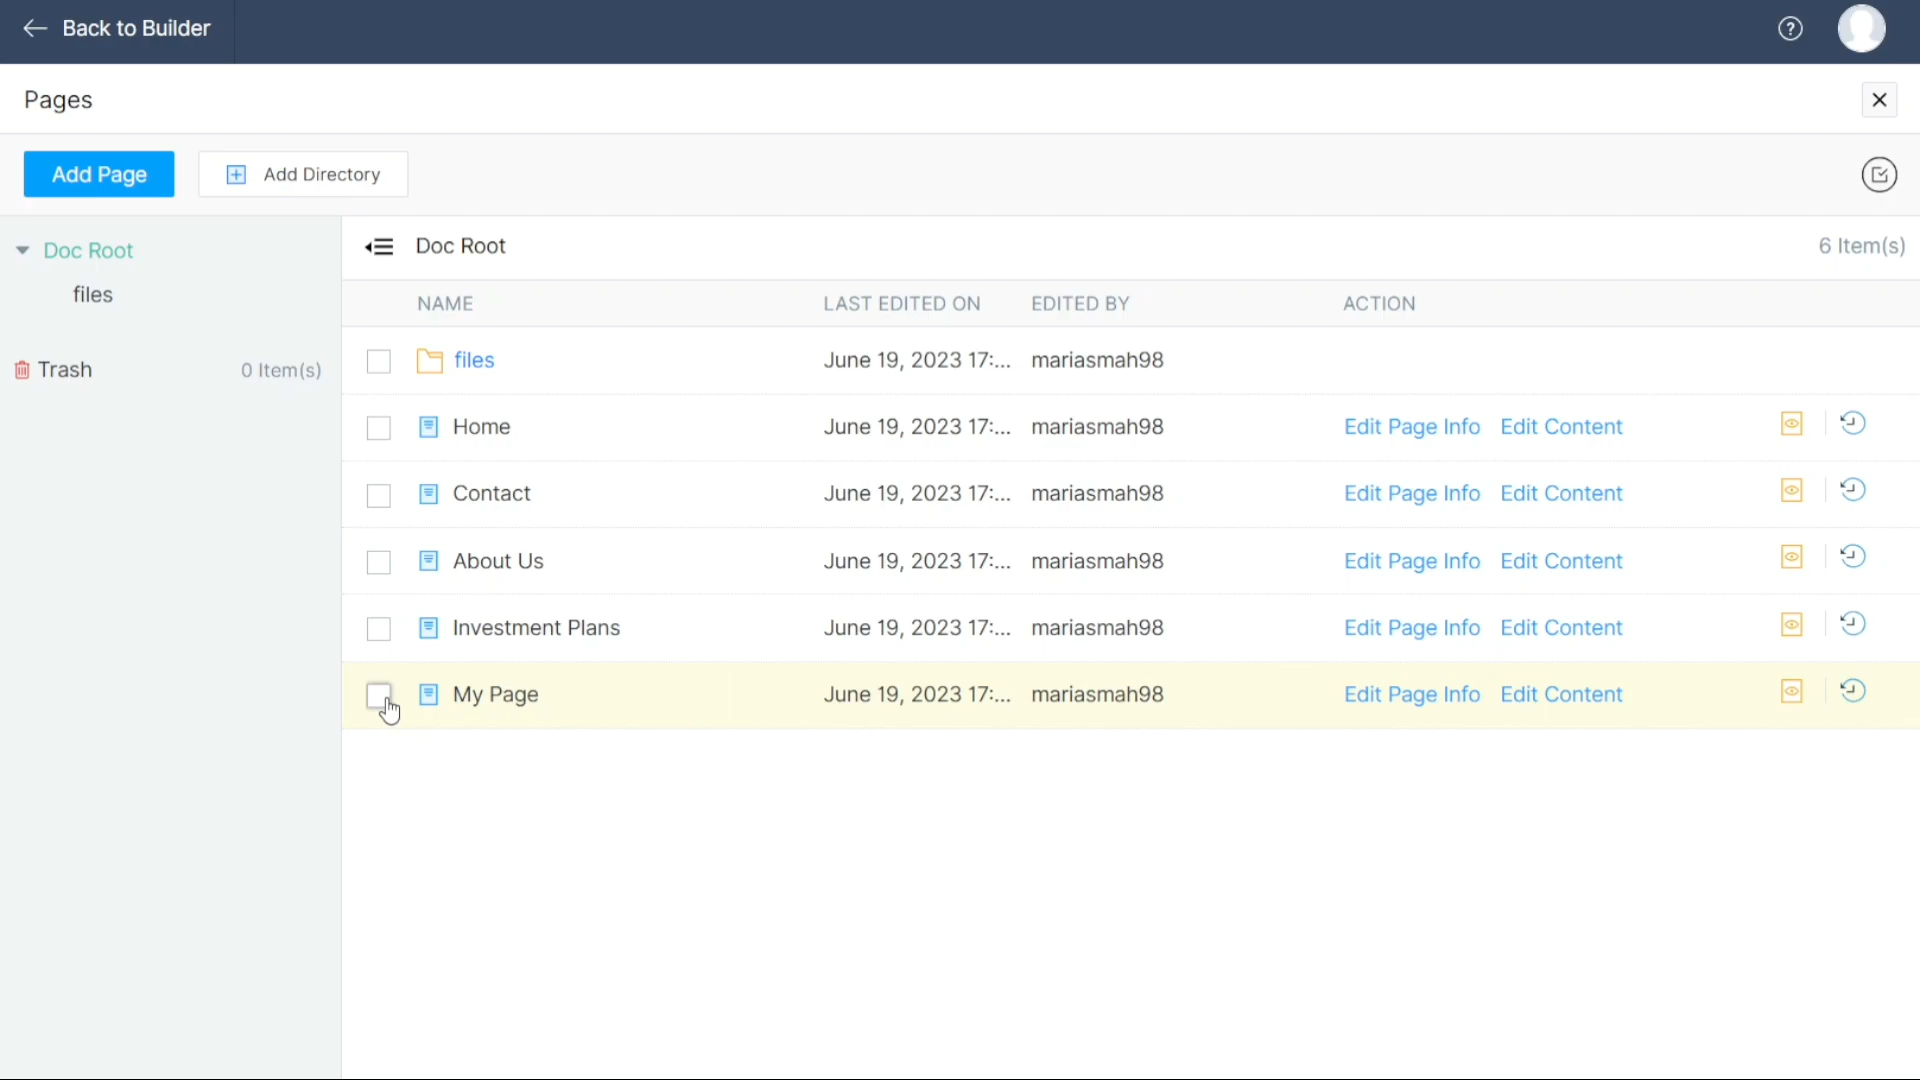 Back to Builder
?
Pages
Add Page
Add Directory
Doc Root
files
Trash 0 Item(s)
Doc Root 6 Item(s)
NAME LAST EDITED ON EDITED BY ACTION
files June 19, 2023 17:... mariasmah98
Home June 19, 2023 17:... mariasmah98 Edit Page Info Edit Content
Contact June 19, 2023 17:... mariasmah98 Edit Page Info Edit Content
About Us June 19, 2023 17:... mariasmah98 Edit Page Info Edit Content
Investment Plans June 19, 2023 17:... mariasmah98 Edit Page Info Edit Content
My Page June 19, 2023 17:... mariasmah98 Edit Page Info Edit Content